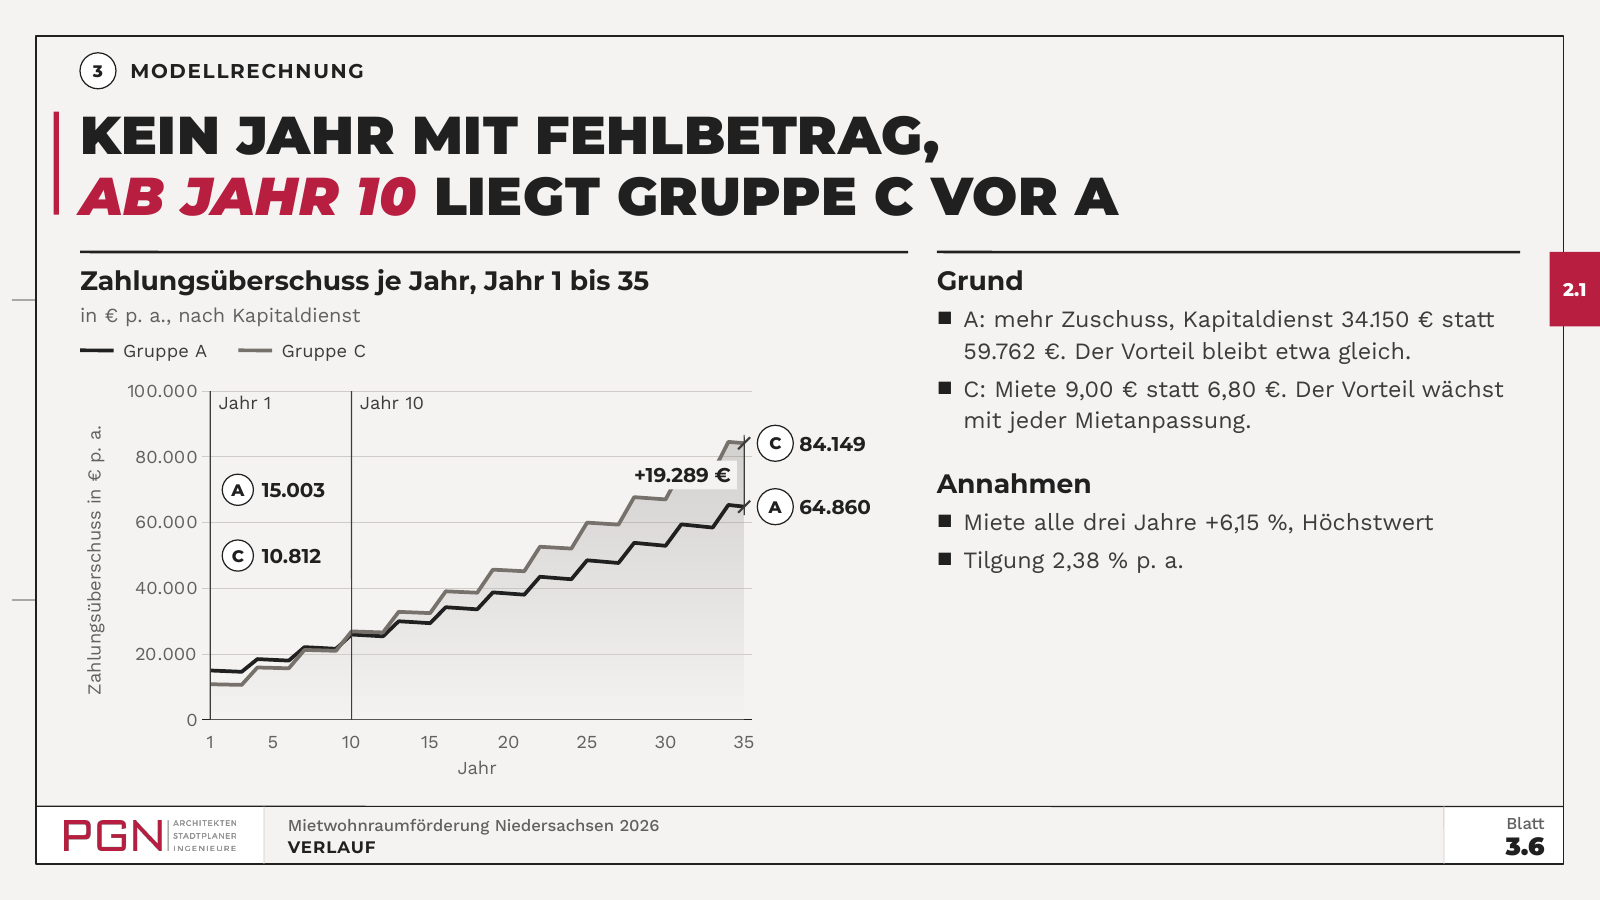 3 MODELLRECHNUNG
KEIN JAHR MIT FEHLBETRAG,
AB JAHR 10 LIEGT GRUPPE C VOR A
Zahlungsüberschuss je Jahr, Jahr 1 bis 35
in € p. a., nach Kapitaldienst
Gruppe A Gruppe C
Zahlungsüberschuss in € p. a.
100.000
80.000
60.000
40.000
20.000
0
Jahr 1 Jahr 10
A 15.003
C 10.812
+19.289 €
C 84.149
A 64.860
1 5 10 15 20 25 30 35
Jahr
Grund
A: mehr Zuschuss, Kapitaldienst 34.150 € statt
59.762 €. Der Vorteil bleibt etwa gleich.
C: Miete 9,00 € statt 6,80 €. Der Vorteil wächst
mit jeder Mietanpassung.
Annahmen
Miete alle drei Jahre +6,15 %, Höchstwert
Tilgung 2,38 % p. a.
2.1
PGN
ARCHITEKTEN
STADTPLANER
INGENIEURE
Mietwohnraumförderung Niedersachsen 2026
VERLAUF
Blatt
3.6